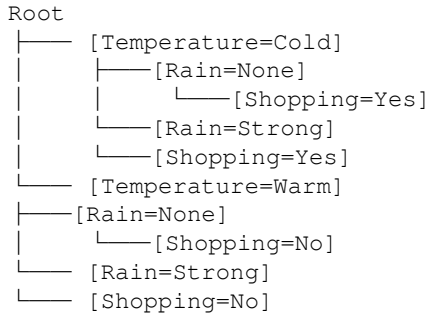 Root
├── [Temperature=Cold]
│ ├──[Rain=None]
│ │ └──[Shopping=Yes]
│ └──[Rain=Strong]
│ └──[Shopping=Yes]
└── [Temperature=Warm]
├──[Rain=None]
│ └──[Shopping=No]
└── [Rain=Strong]
└── [Shopping=No]